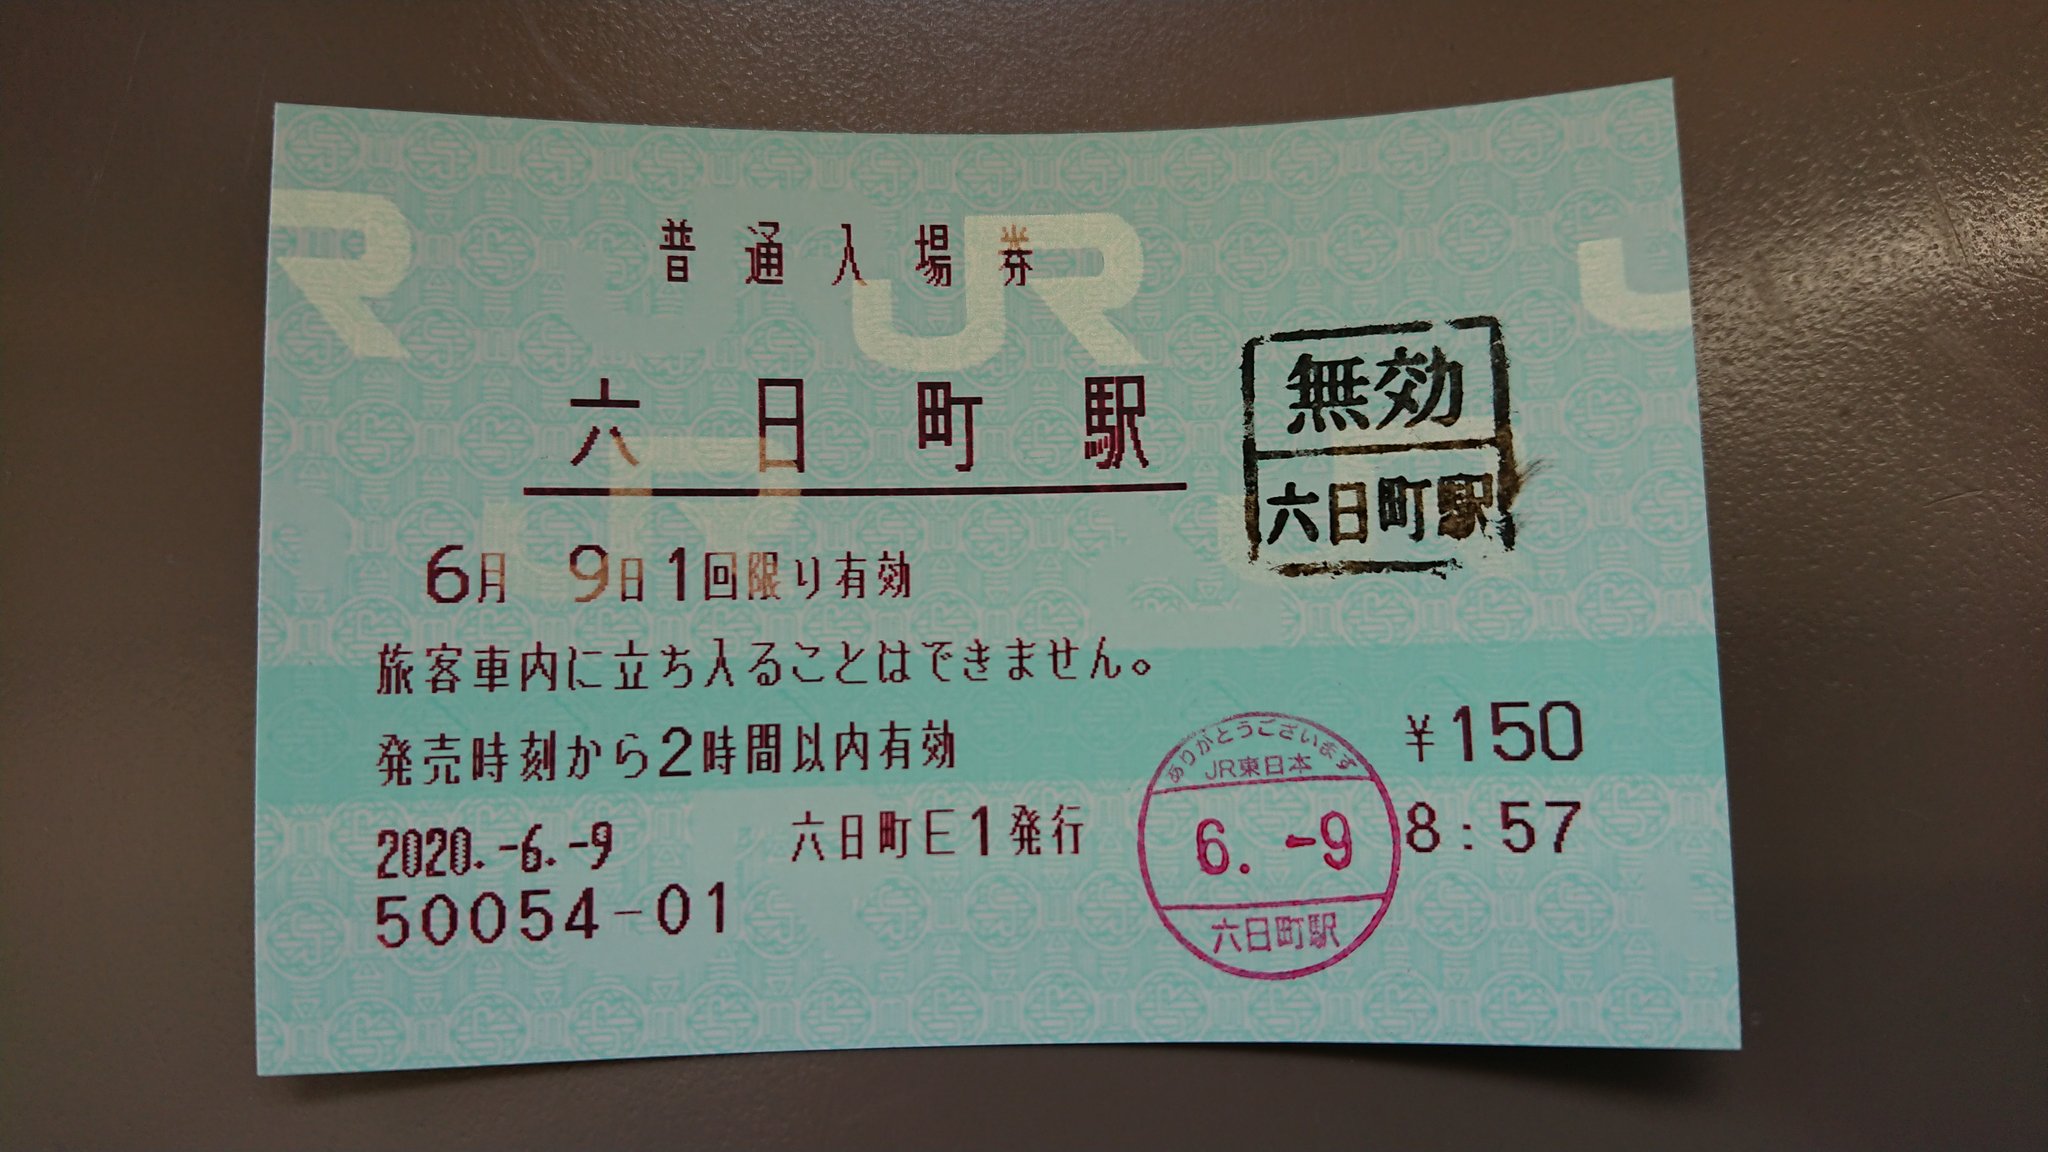 普通入場券
六日町駅
無効
六日町駅
6月 9日1回限り有効
旅客車内に立ち入ることはできません。
発売時刻から2時間以内有効
¥150
2020.-6.-9 六日町E1発行
8:57
50054-01
ありがとうございます
JR東日本
6.-9
六日町駅
JR
JR